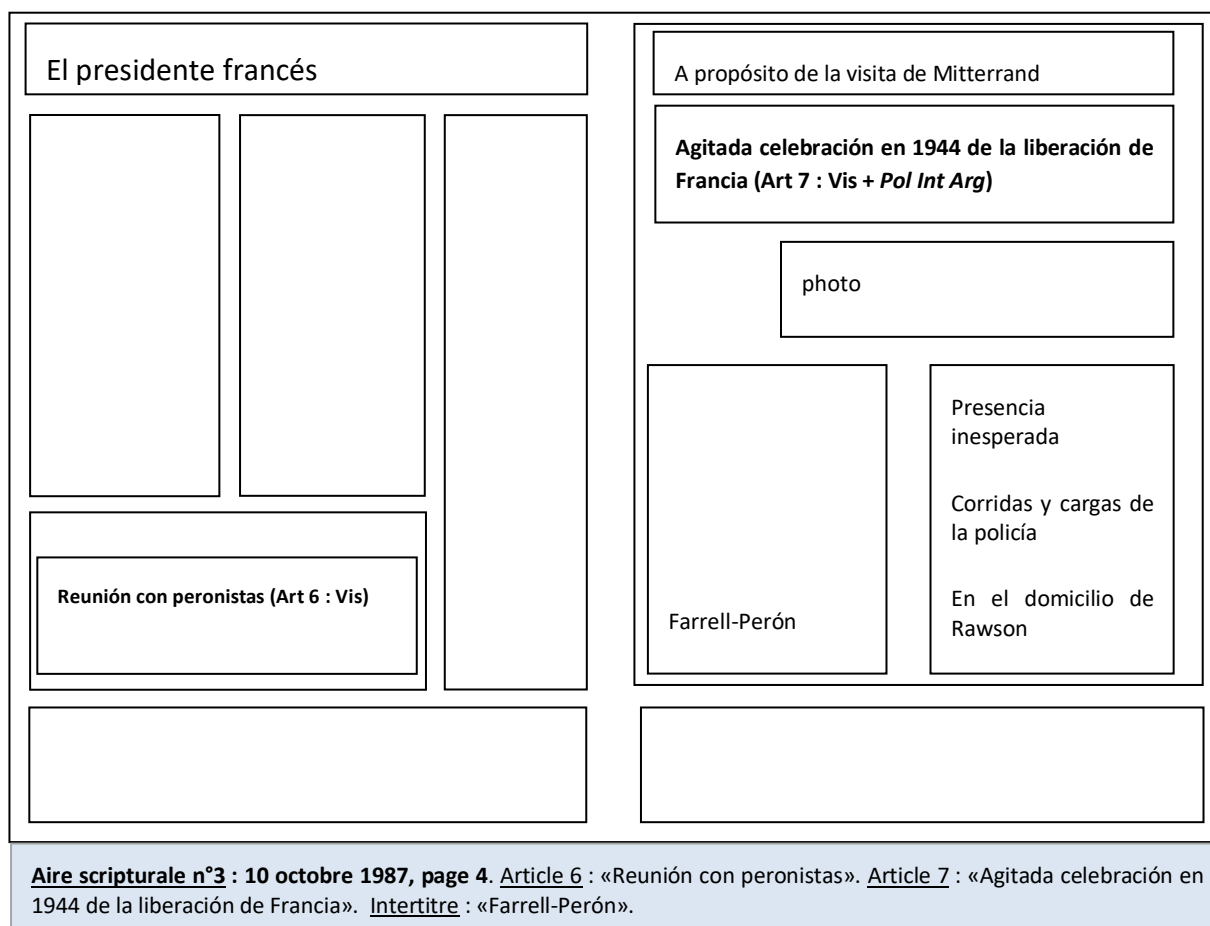 El presidente francés
Reunión con peronistas (Art 6 : Vis)
A propósito de la visita de Mitterrand
Agitada celebración en 1944 de la liberación de
Francia (Art 7 : Vis + Pol Int Arg)
photo
Farrell-Perón
Presencia
inesperada
Corridas y cargas de
la policía
En el domicilio de
Rawson
Aire scripturale n°3 : 10 octobre 1987, page 4. Article 6 : «Reunión con peronistas». Article 7 : «Agitada celebración en
1944 de la liberación de Francia». Intertitre : «Farrell-Perón».